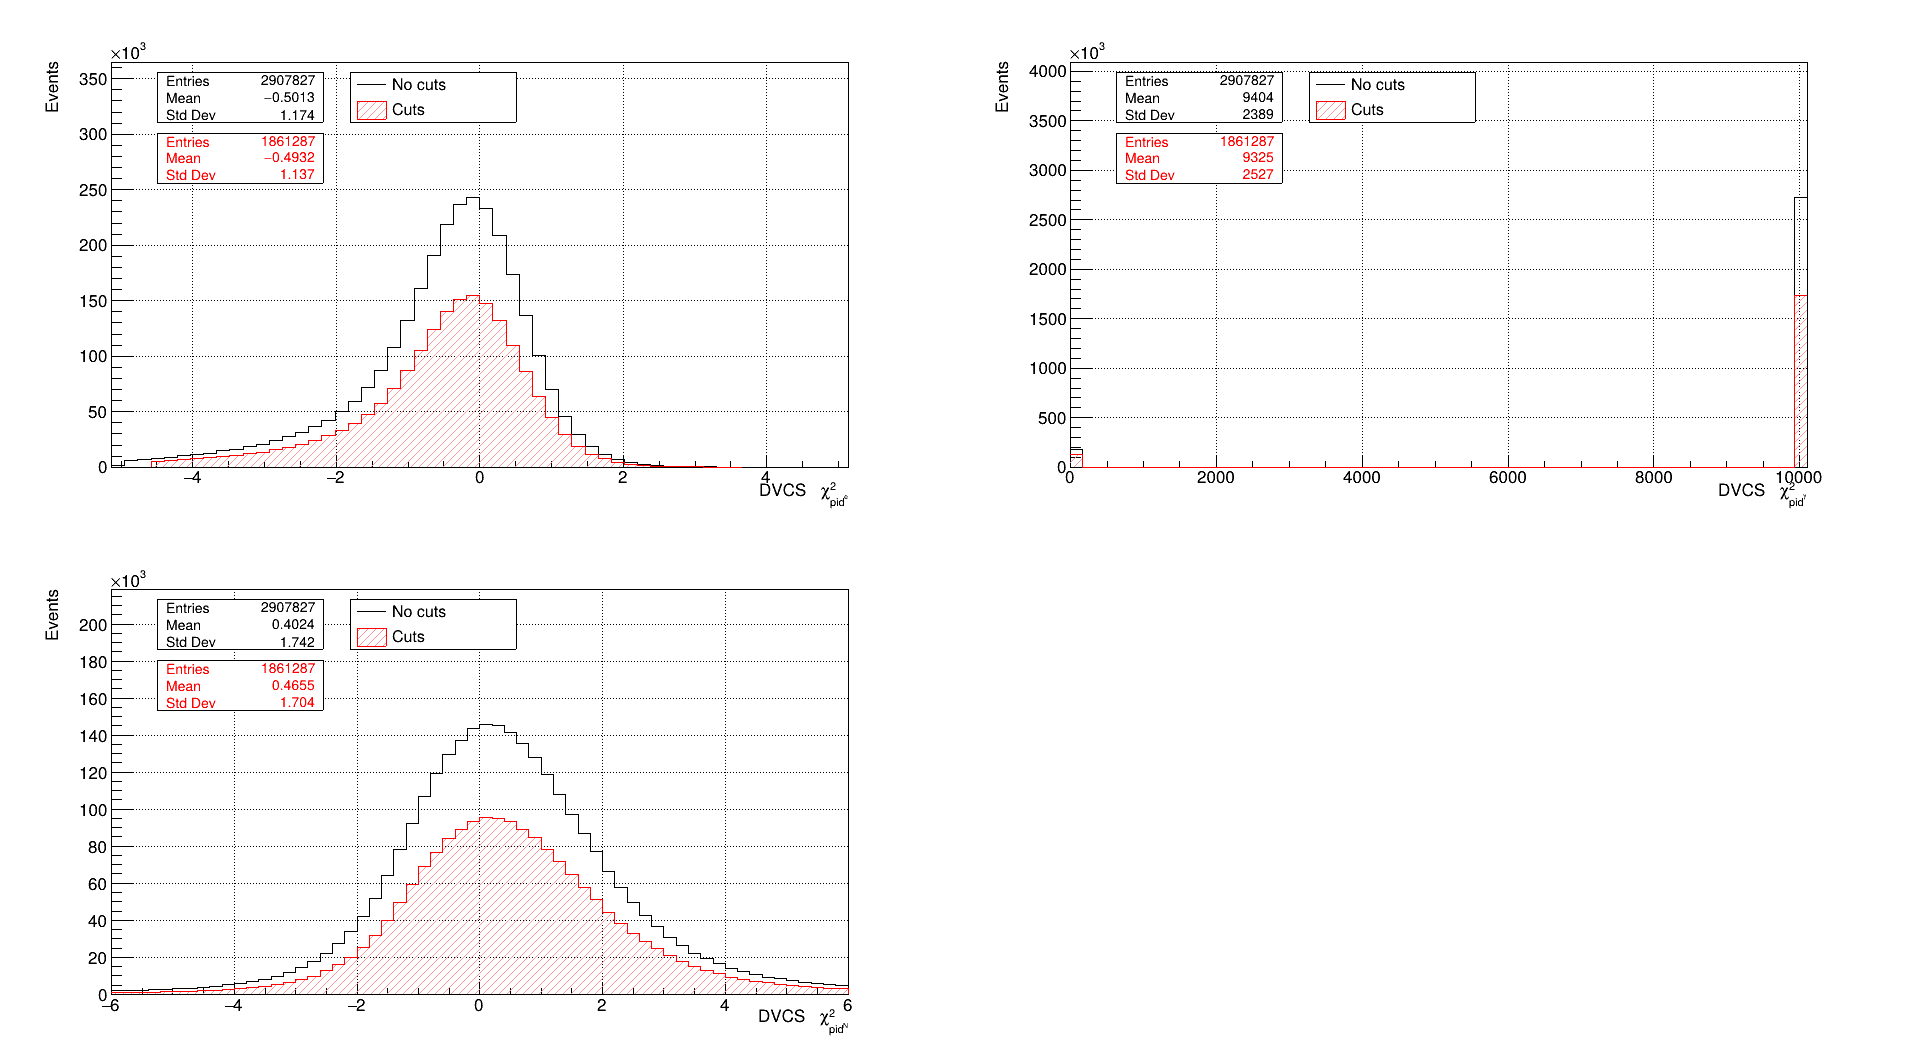 ×10³
Events
350
300
250
200
150
100
50
0
Entries 2907827
Mean −0.5013
Std Dev 1.174
Entries 1861287
Mean −0.4932
Std Dev 1.137
No cuts
Cuts
−4 −2 0 2 4
DVCS χ²pidᵉ
×10³
Events
4000
3500
3000
2500
2000
1500
1000
500
0
Entries 2907827
Mean 9404
Std Dev 2389
Entries 1861287
Mean 9325
Std Dev 2527
No cuts
Cuts
0 2000 4000 6000 8000 10000
DVCS χ²pidᵞ
×10³
Events
200
180
160
140
120
100
80
60
40
20
0
Entries 2907827
Mean 0.4024
Std Dev 1.742
Entries 1861287
Mean 0.4655
Std Dev 1.704
No cuts
Cuts
−6 −4 −2 0 2 4 6
DVCS χ²pidᴺ